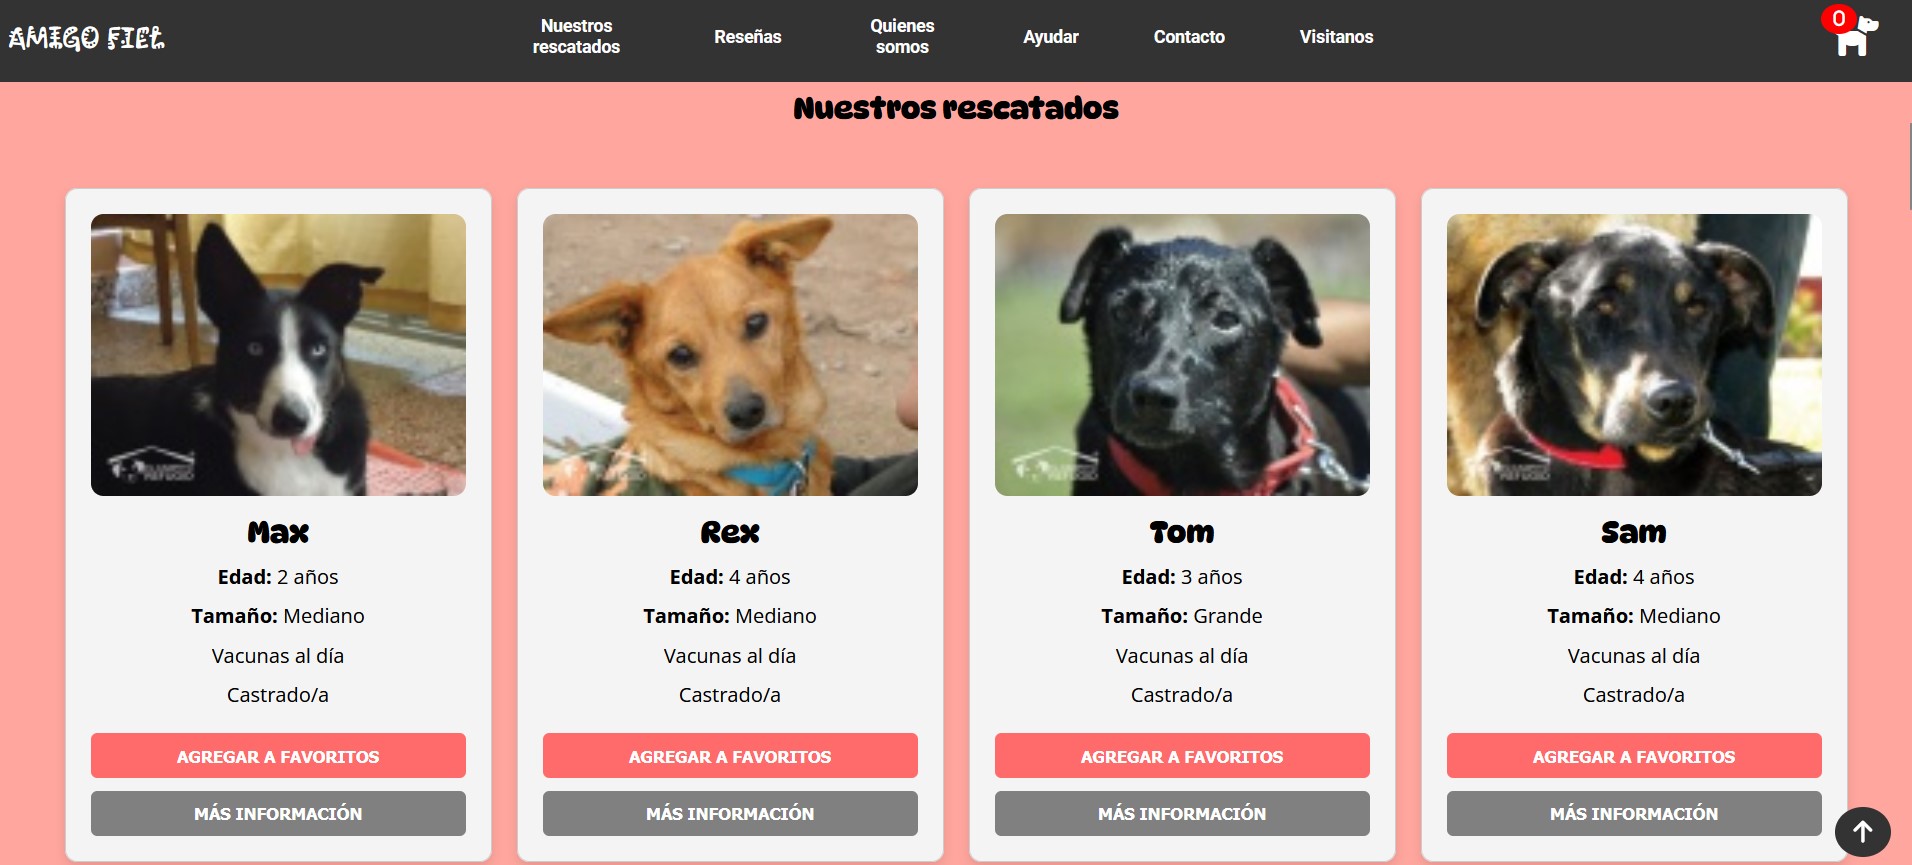 AMIGO FIEL
Nuestros
rescatados
Reseñas
Quienes
somos
Ayudar
Contacto
Visitanos
0
Nuestros rescatados
Max
Edad: 2 años
Tamaño: Mediano
Vacunas al día
Castrado/a
AGREGAR A FAVORITOS
MÁS INFORMACIÓN
Rex
Edad: 4 años
Tamaño: Mediano
Vacunas al día
Castrado/a
AGREGAR A FAVORITOS
MÁS INFORMACIÓN
Tom
Edad: 3 años
Tamaño: Grande
Vacunas al día
Castrado/a
AGREGAR A FAVORITOS
MÁS INFORMACIÓN
Sam
Edad: 4 años
Tamaño: Mediano
Vacunas al día
Castrado/a
AGREGAR A FAVORITOS
MÁS INFORMACIÓN